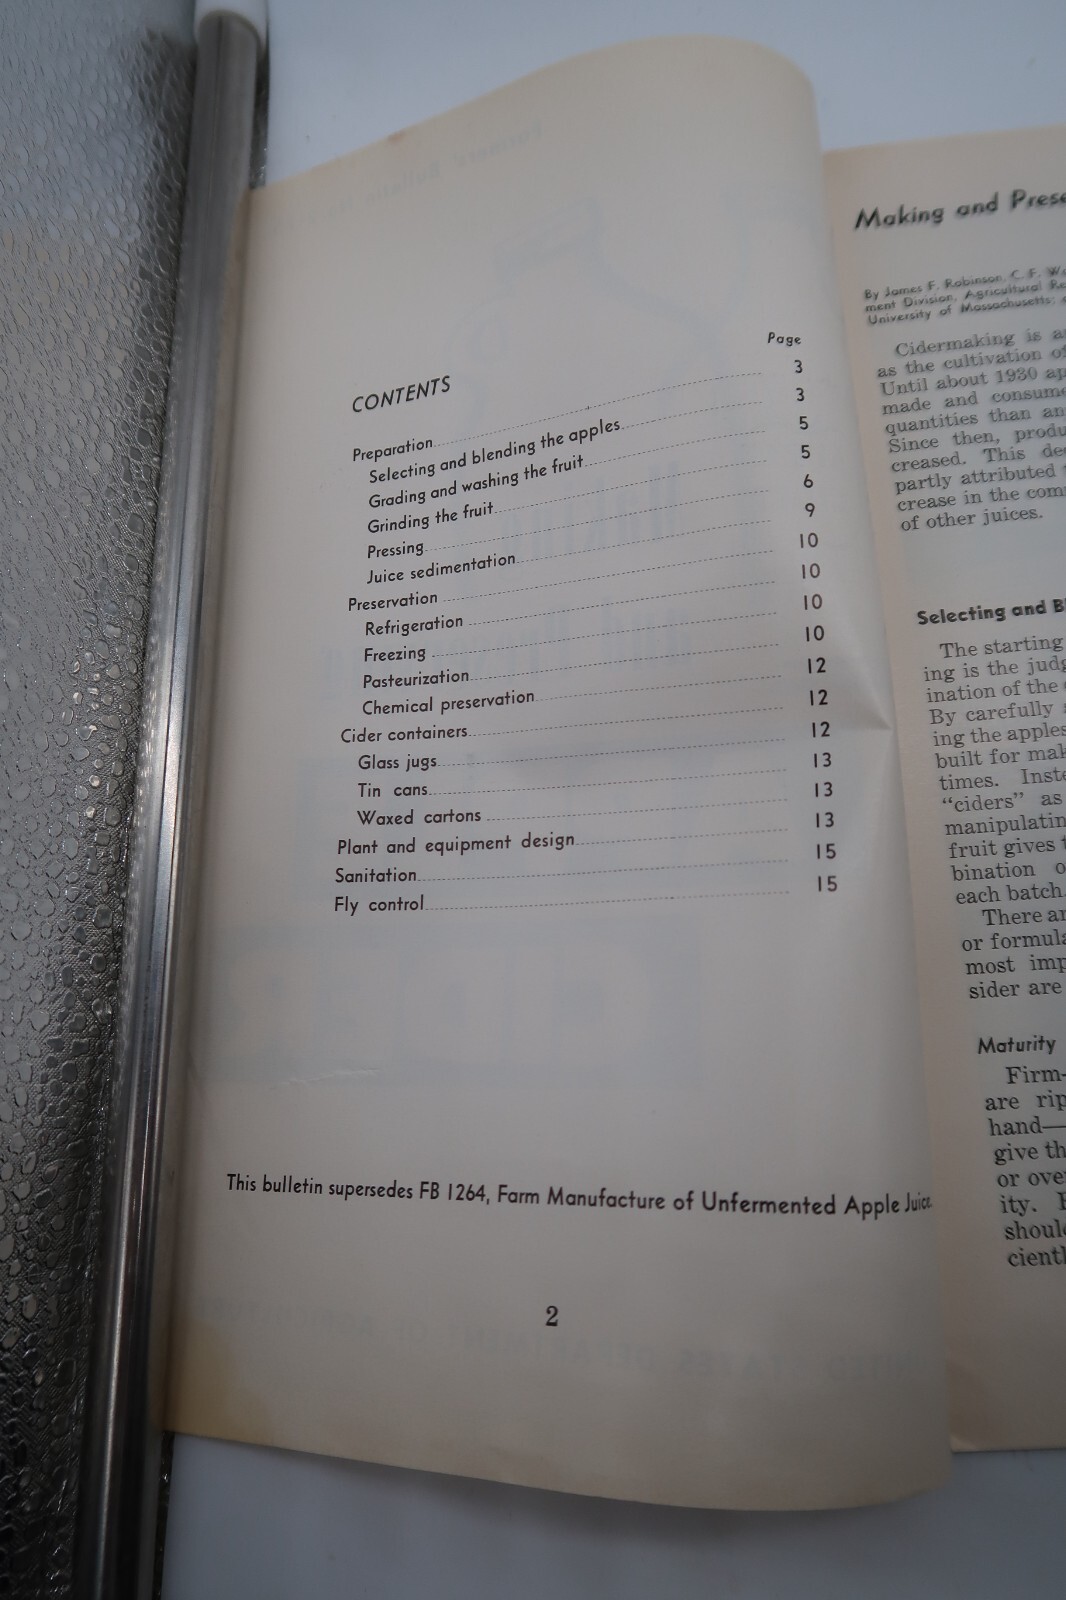 Page
CONTENTS
Preparation 3
Selecting and blending the apples 3
Grading and washing the fruit 5
Grinding the fruit 5
Pressing 6
Juice sedimentation 9
Preservation 10
Refrigeration 10
Freezing 10
Pasteurization 10
Chemical preservation 12
Cider containers 12
Glass jugs 12
Tin cans 13
Waxed cartons 13
Plant and equipment design 13
Sanitation 15
Fly control 15
This bulletin supersedes FB 1264, Farm Manufacture of Unfermented Apple Juice.
2
Making and Prese
By James F. Robinson, C. F. Wo
ment Division, Agricultural Re
University of Massachusetts;
Cidermaking is a
as the cultivation of
Until about 1930 ap
made and consume
quantities than an
Since then, produ
creased. This de
partly attributed
crease in the com
of other juices.
Selecting and Bl
The starting
ing is the judg
ination of the
By carefully
ing the apples
built for mak
times. Inste
"ciders" as
manipulatin
fruit gives t
bination o
each batch.
There ar
or formula
most imp
sider are
Maturity
Firm-
are rip
hand—
give th
or over
ity.
shoul
cientl